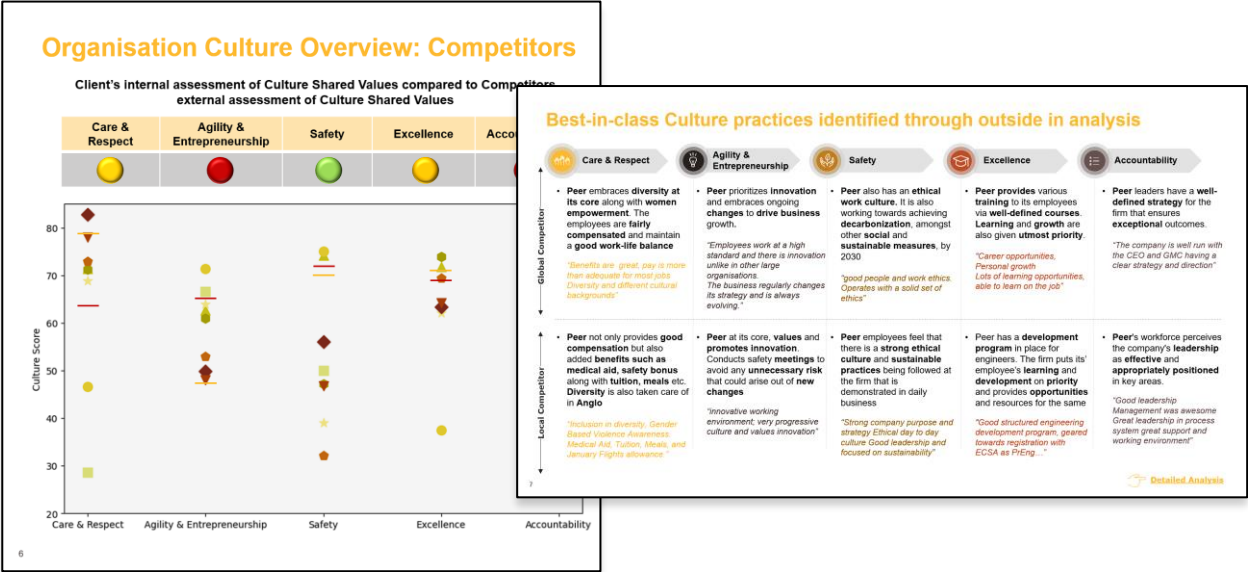 Organisation Culture Overview: Competitors
Client's internal assessment of Culture Shared Values compared to Competitors
external assessment of Culture Shared Values
Care &
Respect
Agility &
Entrepreneurship
Safety
Excellence
Culture Score
80
70
60
50
40
30
20
Care & Respect
Agility & Entrepreneurship
Safety
Excellence
Accountability
6
Best-in-class Culture practices identified through outside in analysis
Care & Respect
Agility &
Entrepreneurship
Safety
Excellence
Accountability
Global Competitor
• Peer embraces diversity at
its core along with women
empowerment. The
employees are fairly
compensated and maintain
a good work-life balance
"Benefits are great, pay is more
than adequate for most jobs
Diversity and different cultural
backgrounds"
• Peer prioritizes innovation
and embraces ongoing
changes to drive business
growth.
"Employees work at a high
standard and there is innovation
unlike in other large
organisations.
The business regularly changes
its strategy and is always
evolving."
• Peer also has an ethical
work culture. It is also
working towards achieving
decarbonization, amongst
other social and
sustainable measures, by
2030
"good people and work ethics.
Operates with a solid set of
ethics"
• Peer provides various
training to its employees
via well-defined courses.
Learning and growth are
also given utmost priority.
"Career opportunities,
Personal growth
Lots of learning opportunities,
able to learn on the job"
• Peer leaders have a well-
defined strategy for the
firm that ensures
exceptional outcomes.
"The company is well run with
the CEO and GMC having a
clear strategy and direction"
Local Competitor
• Peer not only provides good
compensation but also
added benefits such as
medical aid, safety bonus
along with tuition, meals etc.
Diversity is also taken care of
in Anglo
"Inclusion in diversity, Gender
Based Violence Awareness
Medical Aid, Tuition, Meals, and
January Flights allowance "
• Peer at its core, values and
promotes innovation.
Conducts safety meetings to
avoid any unnecessary risk
that could arise out of new
changes
"innovative working
environment; very progressive
culture and values innovation"
• Peer employees feel that
there is a strong ethical
culture and sustainable
practices being followed at
the firm that is
demonstrated in daily
business
"Strong company purpose and
strategy Ethical day to day
culture Good leadership and
focused on sustainability"
• Peer has a development
program in place for
engineers. The firm puts its'
employee's learning and
development on priority
and provides opportunities
and resources for the same
"Good structured engineering
development program, geared
towards registration with
ECSA as PrEng…"
• Peer's workforce perceives
the company's leadership
as effective and
appropriately positioned
in key areas.
"Good leadership
Management was awesome
Great leadership in process
system great support and
working environment"
7
Detailed Analysis